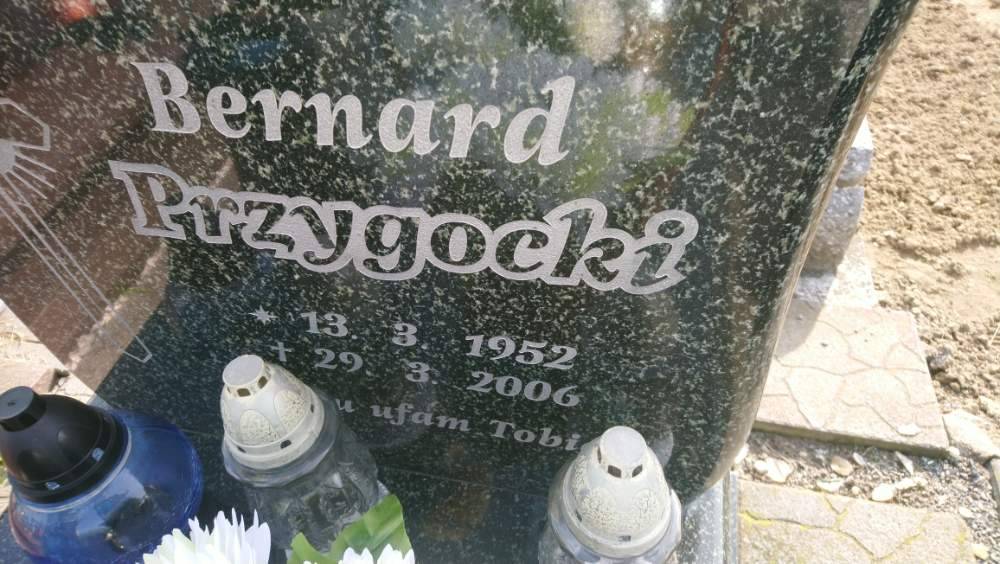 Bernard
Przygocki
* 13. 3. 1952
† 29. 3. 2006
ufam Tobi